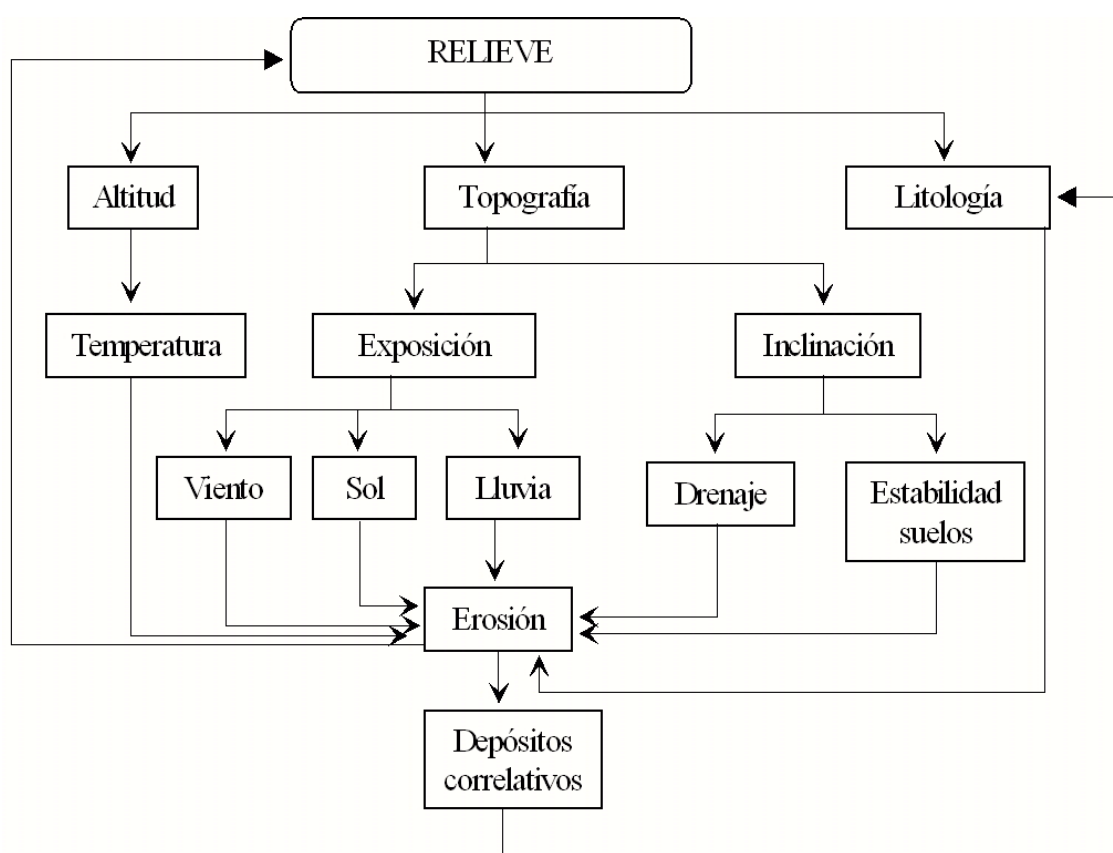 RELIEVE
Altitud
Topografía
Litología
Temperatura
Exposición
Inclinación
Viento
Sol
Lluvia
Drenaje
Estabilidad
suelos
Erosión
Depósitos
correlativos